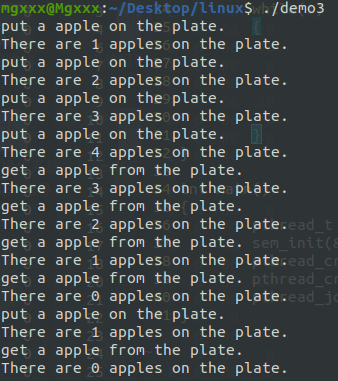 mgxxx@Mgxxx:~/Desktop/linux$ ./demo3
put a apple on the plate.
There are 1 apples on the plate.
put a apple on the plate.
There are 2 apples on the plate.
put a apple on the plate.
There are 3 apples on the plate.
put a apple on the plate.
There are 4 apples on the plate.
get a apple from the plate.
There are 3 apples on the plate.
get a apple from the plate.
There are 2 apples on the plate.
get a apple from the plate.
There are 1 apples on the plate.
get a apple from the plate.
There are 0 apples on the plate.
put a apple on the plate.
There are 1 apples on the plate.
get a apple from the plate.
There are 0 apples on the plate.